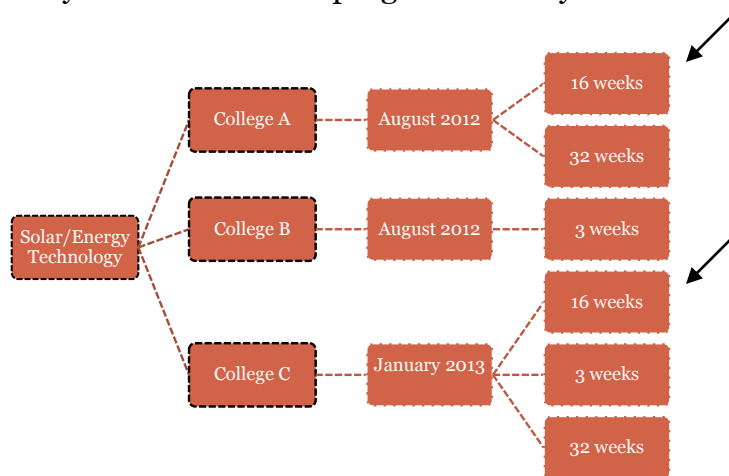 Solar/Energy
Technology
College A
August 2012
16 weeks
32 weeks
College B
August 2012
3 weeks
College C
January 2013
16 weeks
3 weeks
32 weeks